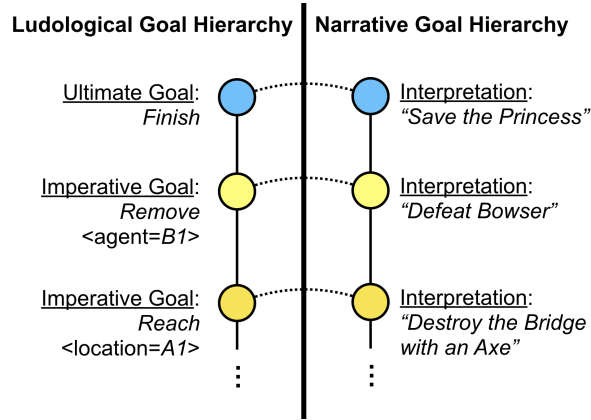 Ludological Goal Hierarchy
Ultimate Goal:
Finish
Imperative Goal:
Remove
<agent=B1>
Imperative Goal:
Reach
<location=A1>
Narrative Goal Hierarchy
Interpretation:
“Save the Princess”
Interpretation:
“Defeat Bowser”
Interpretation:
“Destroy the Bridge
with an Axe”